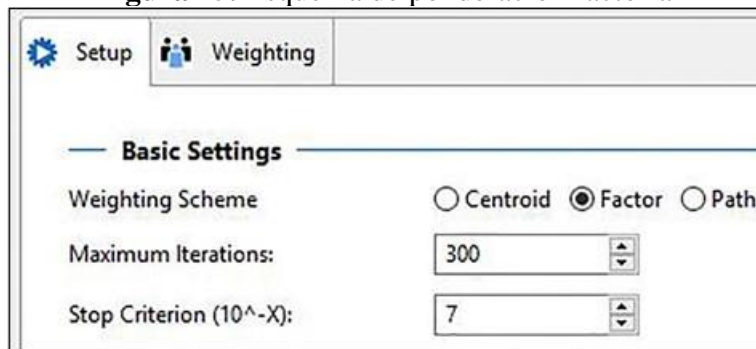 Setup Weighting
Basic Settings
Weighting Scheme Centroid Factor Path
Maximum Iterations: 300
Stop Criterion (10^-X): 7